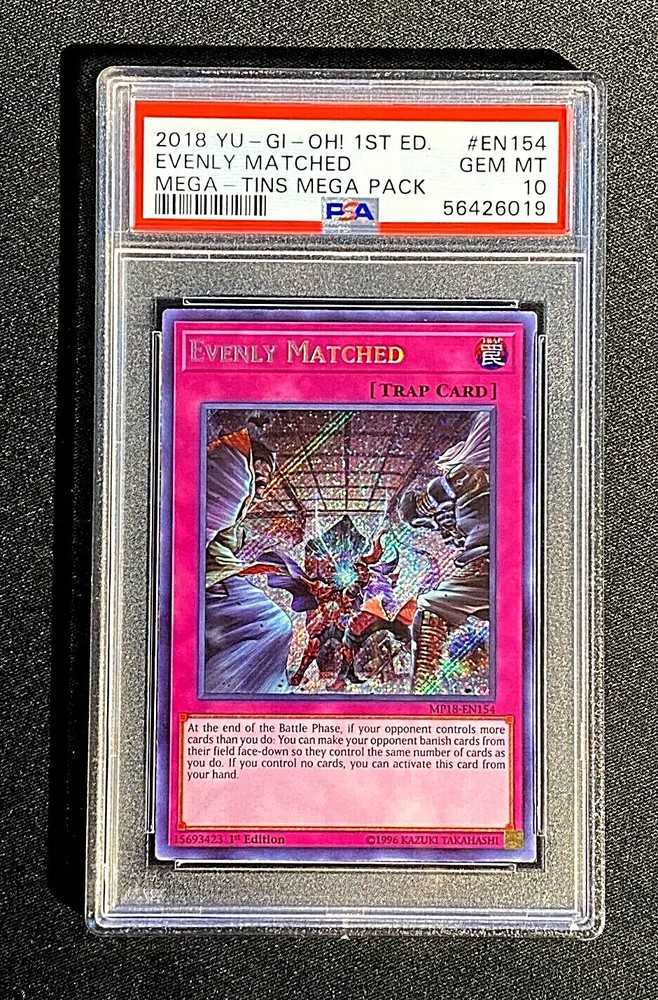 2018 YU-GI-OH! 1ST ED. #EN154
EVENLY MATCHED GEM MT
MEGA-TINS MEGA PACK 10
PSA 56426019
EVENLY MATCHED
TRAP
罠
[TRAP CARD]
MP18-EN154
At the end of the Battle Phase, if your opponent controls more
cards than you do: You can make your opponent banish cards from
their field face-down so they control the same number of cards as
you do. If you control no cards, you can activate this card from
your hand.
15693423 1st Edition ©1996 KAZUKI TAKAHASHI